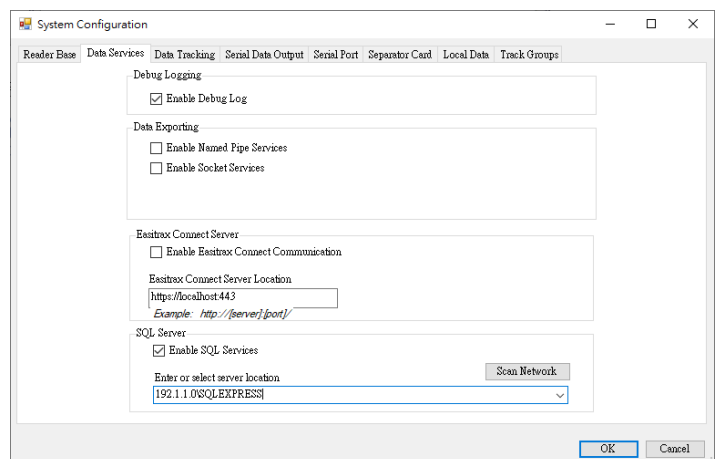 System Configuration
Reader Base Data Services Data Tracking Serial Data Output Serial Port Separator Card Local Data Track Groups
Debug Logging
Enable Debug Log
Data Exporting
Enable Named Pipe Services
Enable Socket Services
Easitrax Connect Server
Enable Easitrax Connect Communication
Easitrax Connect Server Location
https://localhost:443
Example: http://[server]:[port]/
SQL Server
Enable SQL Services
Scan Network
Enter or select server location
192.1.1.0\SQLEXPRESS
OK Cancel